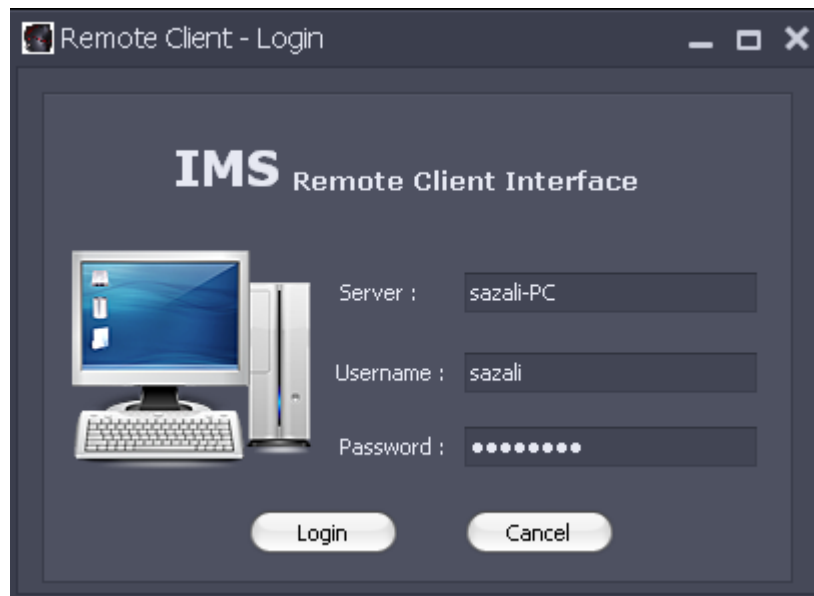 Remote Client - Login
IMS Remote Client Interface
Server : sazali-PC
Username : sazali
Password : ●●●●●●●●
Login Cancel